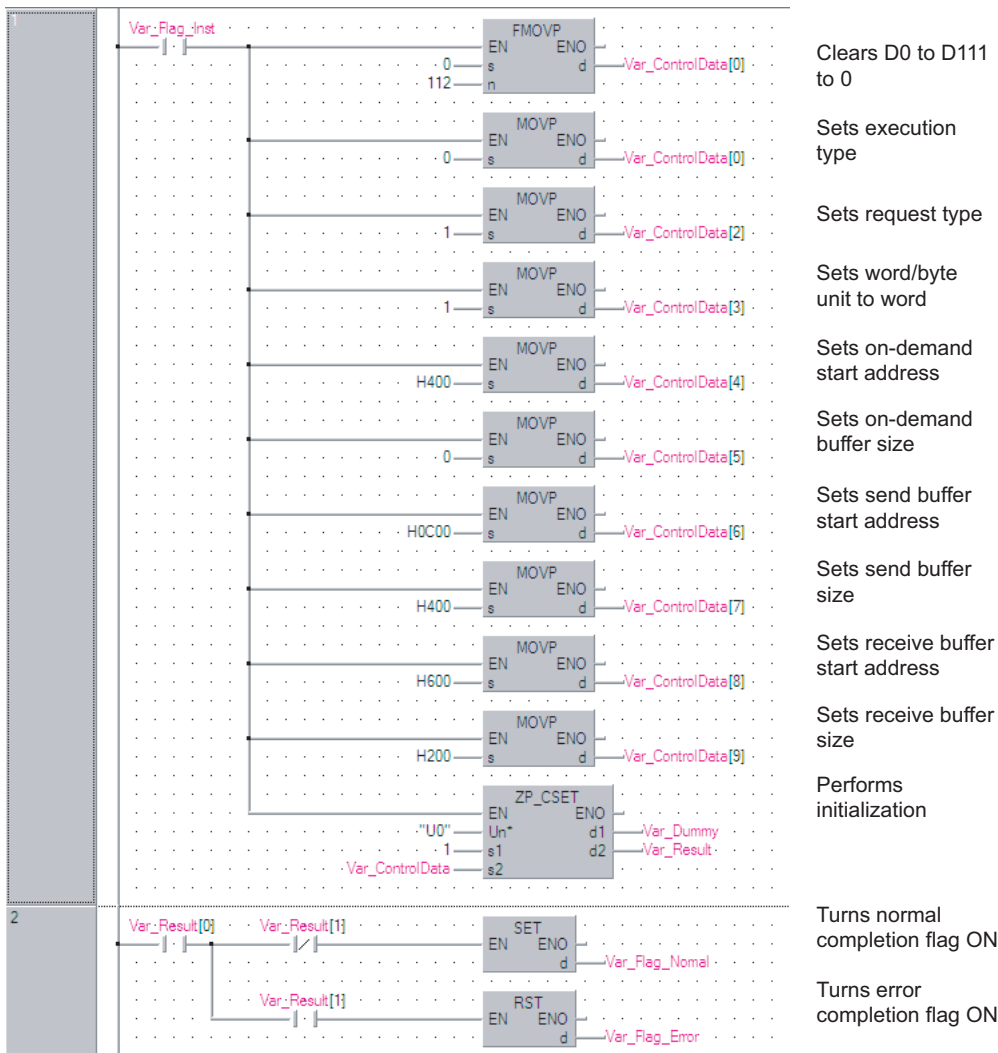 1
Var_Flag_Inst
FMOVP
EN ENO
0 s d Var_ControlData[0]
112 n
Clears D0 to D111
to 0
MOVP
EN ENO
0 s d Var_ControlData[0]
Sets execution
type
MOVP
EN ENO
1 s d Var_ControlData[2]
Sets request type
MOVP
EN ENO
1 s d Var_ControlData[3]
Sets word/byte
unit to word
MOVP
EN ENO
H400 s d Var_ControlData[4]
Sets on-demand
start address
MOVP
EN ENO
0 s d Var_ControlData[5]
Sets on-demand
buffer size
MOVP
EN ENO
H0C00 s d Var_ControlData[6]
Sets send buffer
start address
MOVP
EN ENO
H400 s d Var_ControlData[7]
Sets send buffer
size
MOVP
EN ENO
H600 s d Var_ControlData[8]
Sets receive buffer
start address
MOVP
EN ENO
H200 s d Var_ControlData[9]
Sets receive buffer
size
ZP_CSET
EN ENO
"U0" Un* d1 Var_Dummy
1 s1 d2 Var_Result
Var_ControlData s2
Performs
initialization
2
Var_Result[0] Var_Result[1]
SET
EN ENO
d Var_Flag_Nomal
Turns normal
completion flag ON
Var_Result[1]
RST
EN ENO
d Var_Flag_Error
Turns error
completion flag ON